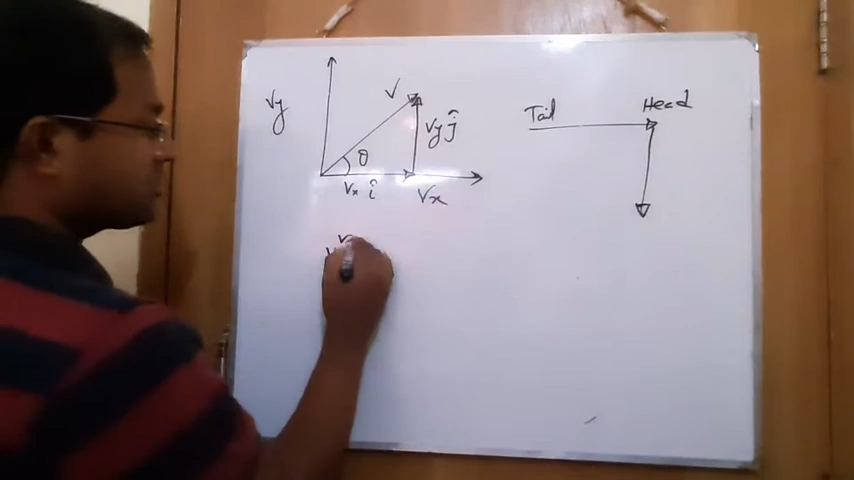 Vy
V
Vy ĵ
θ
Vx î
Vx
Tail
Head